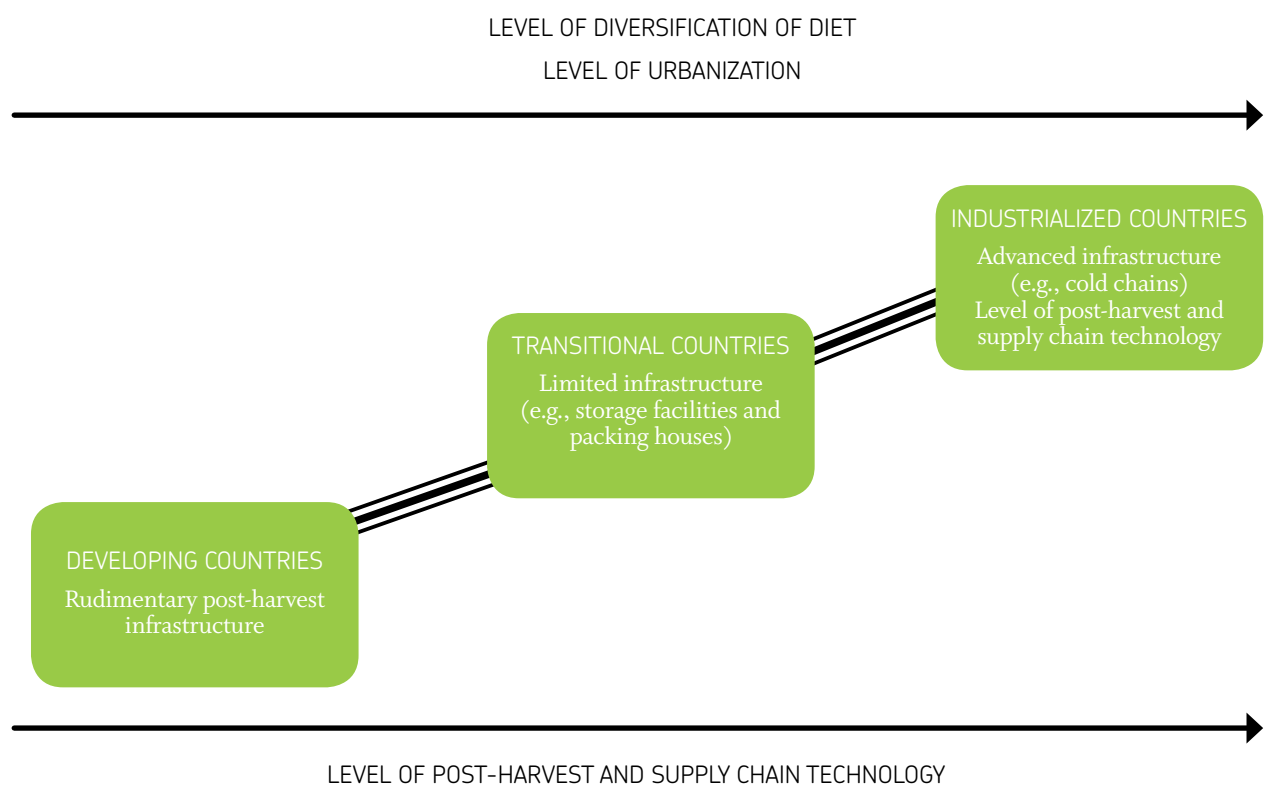 LEVEL OF DIVERSIFICATION OF DIET
LEVEL OF URBANIZATION
INDUSTRIALIZED COUNTRIES
Advanced infrastructure
(e.g., cold chains)
Level of post-harvest and
supply chain technology
TRANSITIONAL COUNTRIES
Limited infrastructure
(e.g., storage facilities and
packing houses)
DEVELOPING COUNTRIES
Rudimentary post-harvest
infrastructure
LEVEL OF POST-HARVEST AND SUPPLY CHAIN TECHNOLOGY